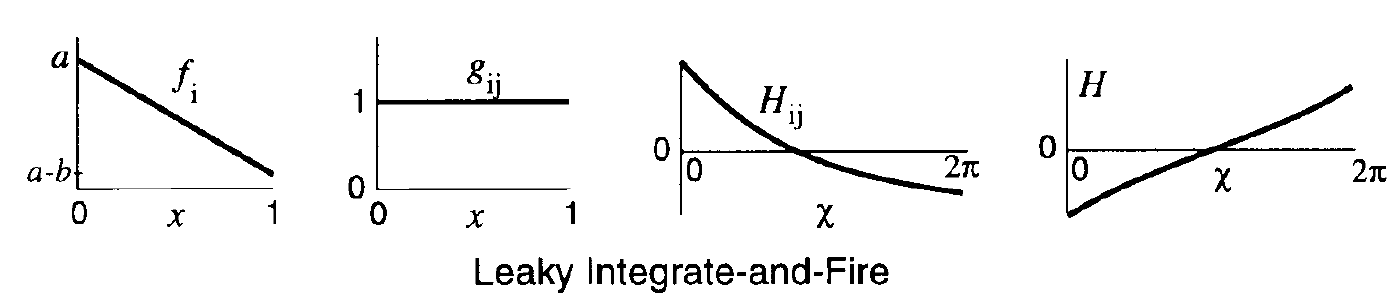 a
f_i
a-b
0
x
1
g_ij
1
0
0
x
1
H_ij
0
0
2π
χ
H
0
0
χ
2π
Leaky Integrate-and-Fire